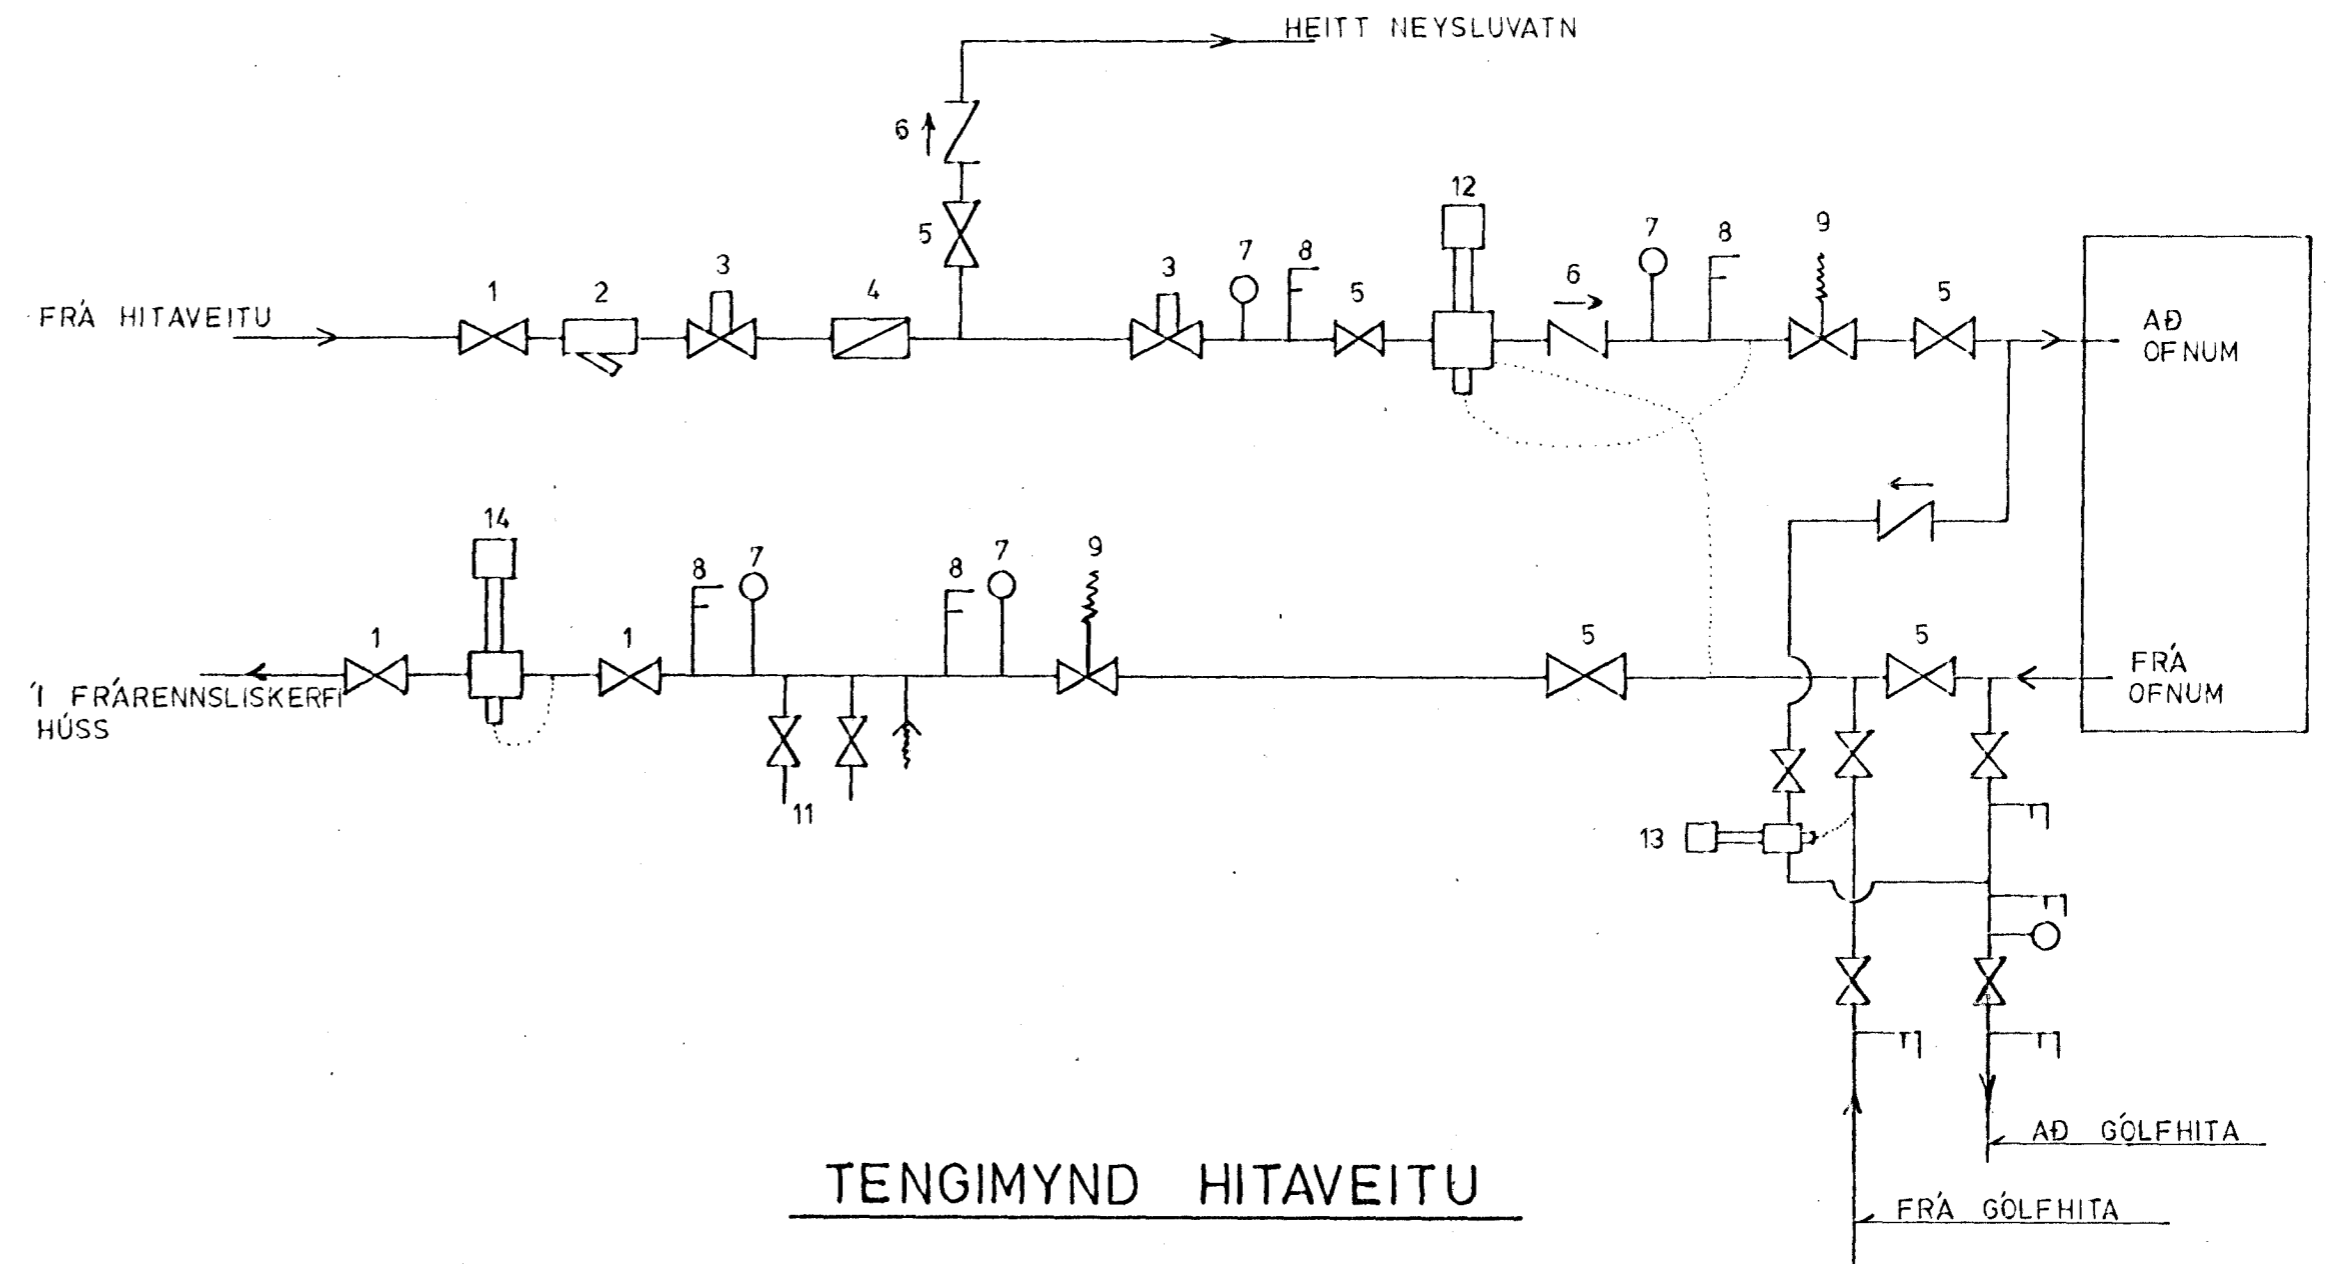 HEITT NEYSLUVATN
6
5
12
7
8
9
3
7
8
5
6
5
1
2
3
4
FRÁ HITAVEITU
AÐ
OFNUM
14
8
7
8
7
9
1
1
5
5
FRÁ
OFNUM
Í FRÁRENNSLISKERFI
HÚSS
11
13
AÐ GÓLFHITA
TENGIMYND HITAVEITU
FRÁ GÓLFHITA